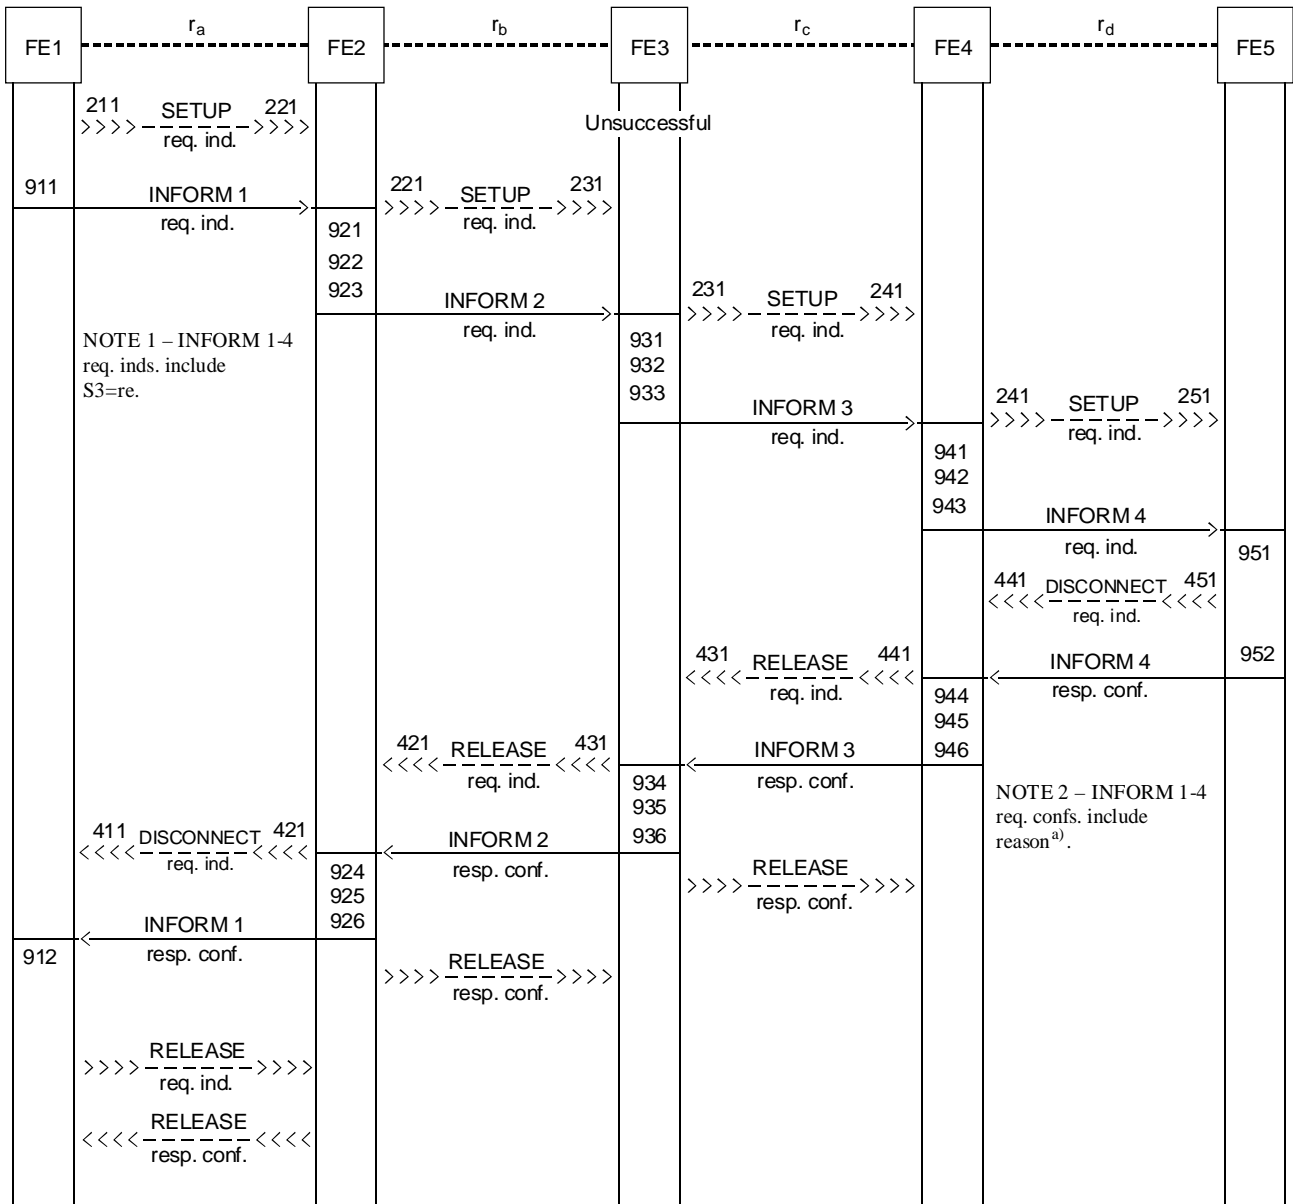 FE1 ra FE2 rb FE3 rc FE4 rd FE5
211 SETUP 221
req. ind.
Unsuccessful
911 INFORM 1
req. ind.
221 SETUP 231
req. ind.
921
922
923
INFORM 2
req. ind.
231 SETUP 241
req. ind.
NOTE 1 – INFORM 1-4
req. inds. include
S3=re.
931
932
933
INFORM 3
req. ind.
241 SETUP 251
req. ind.
941
942
943
INFORM 4
req. ind.
951
441 DISCONNECT 451
req. ind.
431 RELEASE 441
req. ind.
INFORM 4 952
resp. conf.
944
945
946
421 RELEASE 431
req. ind.
INFORM 3
resp. conf.
934
935
936
NOTE 2 – INFORM 1-4
req. confs. include
reason a).
411 DISCONNECT 421
req. ind.
INFORM 2
resp. conf.
924
925
926
RELEASE
resp. conf.
INFORM 1
resp. conf.
912
RELEASE
resp. conf.
RELEASE
req. ind.
RELEASE
resp. conf.